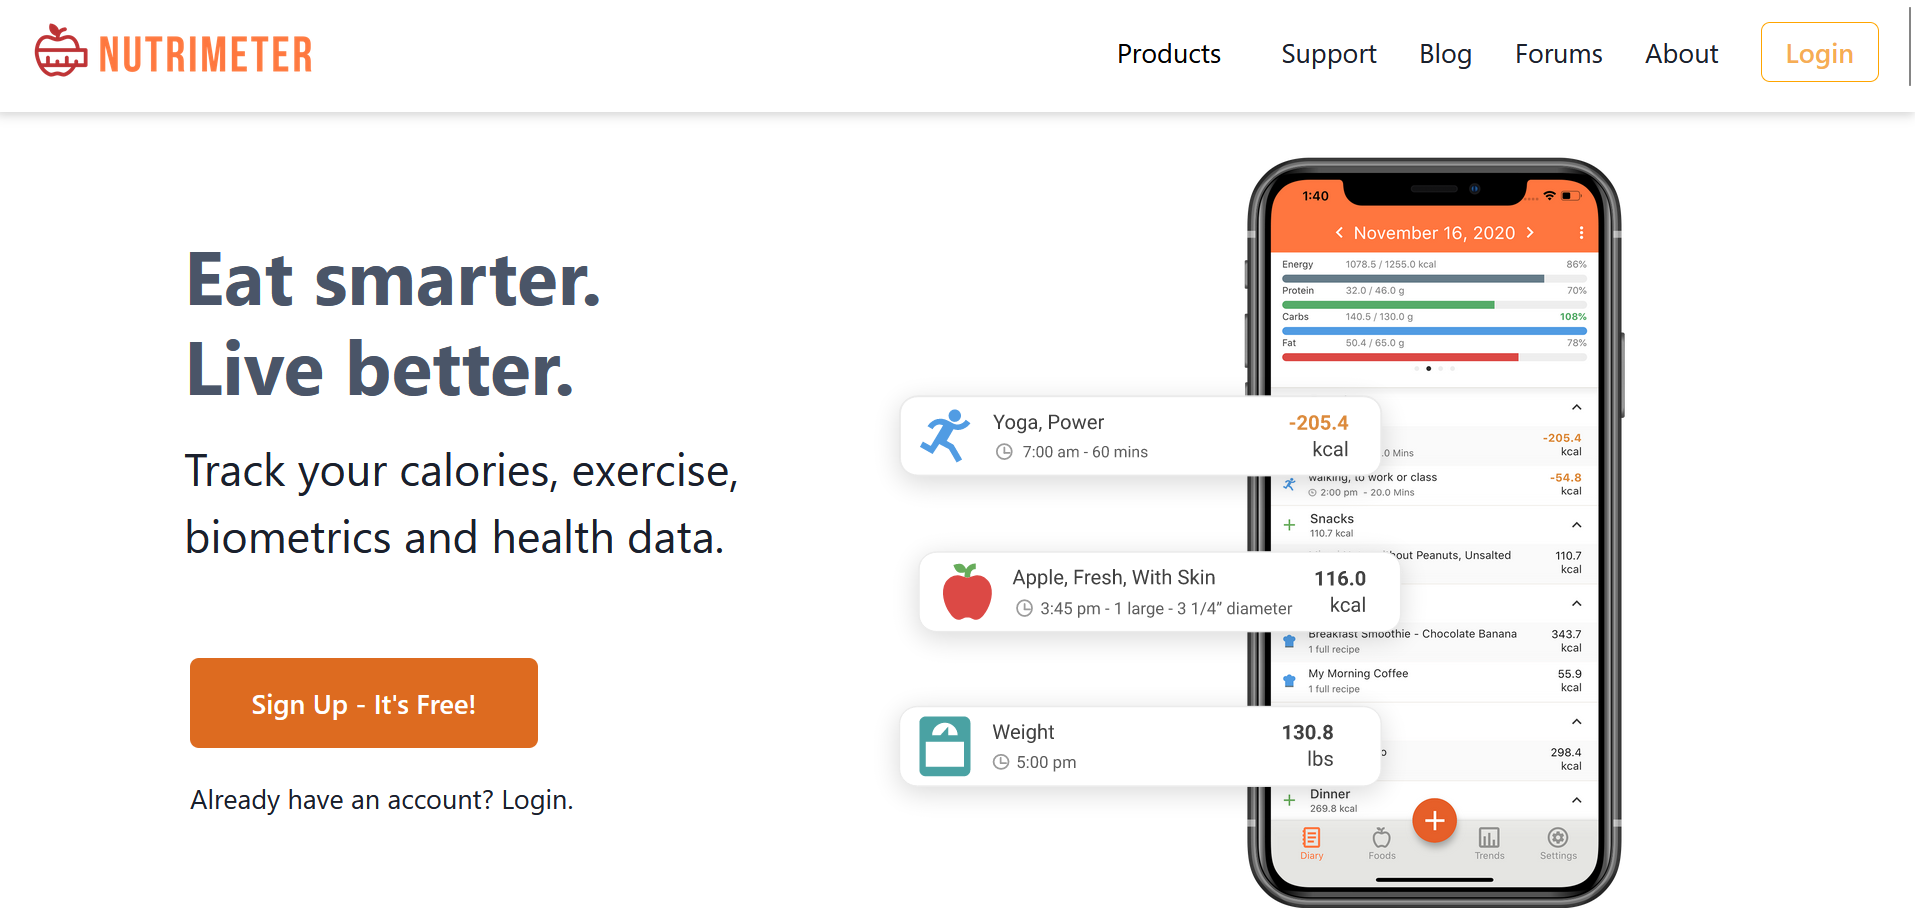 NUTRIMETER
Products Support Blog Forums About Login
Eat smarter.
Live better.
Track your calories, exercise,
biometrics and health data.
Sign Up - It's Free!
Already have an account? Login.
1:40
November 16, 2020
Energy 1078.5 / 1255.0 kcal 86%
Protein 32.0 / 46.0 g 70%
Carbs 140.5 / 130.0 g 108%
Fat 50.4 / 65.0 g 78%
Yoga, Power -205.4
7:00 am - 60 mins kcal
-205.4
.0 Mins kcal
walking, to work or class -54.8
2:00 pm - 20.0 Mins kcal
Snacks
110.7 kcal
hout Peanuts, Unsalted 110.7
kcal
Apple, Fresh, With Skin 116.0
3:45 pm - 1 large - 3 1/4” diameter kcal
Breakfast Smoothie - Chocolate Banana 343.7
1 full recipe kcal
My Morning Coffee 55.9
1 full recipe kcal
Weight 130.8
5:00 pm lbs
o 298.4
kcal
Dinner
269.8 kcal
+
Diary Foods Trends Settings